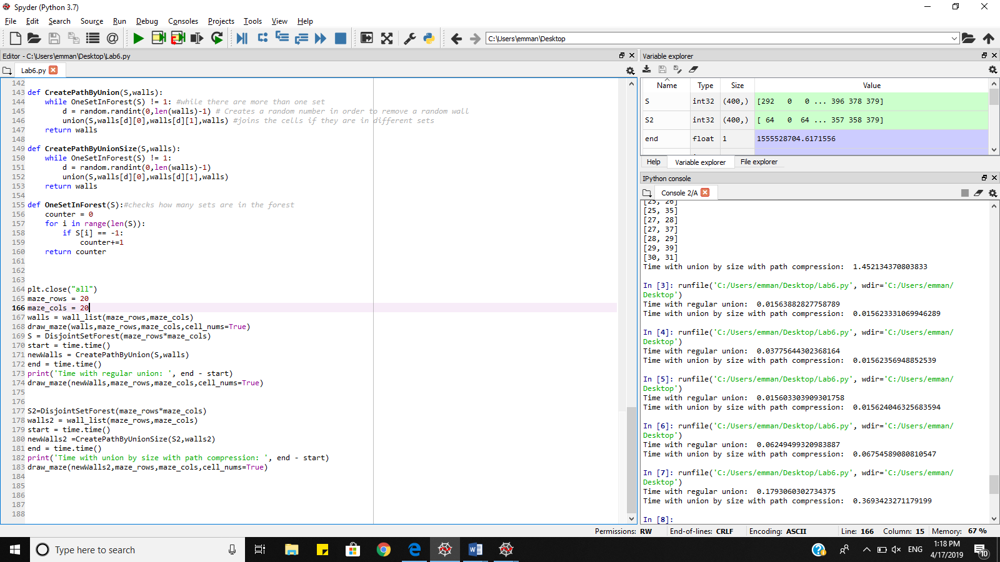 Spyder (Python 3.7)
File Edit Search Source Run Debug Consoles Projects Tools View Help
C:\Users\emman\Desktop
Editor - C:\Users\emman\Desktop\Lab6.py
Lab6.py
142
143 def CreatePathByUnion(S,walls):
144     while OneSetInForest(S) != 1: #while there are more than one set
145         d = random.randint(0,len(walls)-1) # Creates a random number in order to remove a random wall
146         union(S,walls[d][0],walls[d][1],walls) #joins the cells if they are in different sets
147     return walls
148
149 def CreatePathByUnionSize(S,walls):
150     while OneSetInForest(S) != 1:
151         d = random.randint(0,len(walls)-1)
152         union(S,walls[d][0],walls[d][1],walls)
153     return walls
154
155 def OneSetInForest(S):#checks how many sets are in the forest
156     counter = 0
157     for i in range(len(S)):
158         if S[i] == -1:
159             counter+=1
160     return counter
161
162
163
164 plt.close("all")
165 maze_rows = 20
166 maze_cols = 20
167 walls = wall_list(maze_rows,maze_cols)
168 draw_maze(walls,maze_rows,maze_cols,cell_nums=True)
169 S = DisjointSetForest(maze_rows*maze_cols)
170 start = time.time()
171 newWalls = CreatePathByUnion(S,walls)
172 end = time.time()
173 print('Time with regular union: ', end - start)
174 draw_maze(newWalls,maze_rows,maze_cols,cell_nums=True)
175
176
177 S2=DisjointSetForest(maze_rows*maze_cols)
178 walls2 = wall_list(maze_rows,maze_cols)
179 start = time.time()
180 newWalls2 =CreatePathByUnionSize(S2,walls2)
181 end = time.time()
182 print('Time with union by size with path compression: ', end - start)
183 draw_maze(newWalls2,maze_rows,maze_cols,cell_nums=True)
184
185
186
187
188
Variable explorer
Name Type Size Value
S int32 (400,) [292   0   0 ... 396 378 379]
S2 int32 (400,) [ 64   0  64 ... 357 358 379]
end float 1 1555528704.6171556
Help Variable explorer File explorer
IPython console
Console 2/A
[25, 26]
[25, 35]
[27, 28]
[27, 37]
[28, 29]
[29, 39]
[30, 31]
Time with union by size with path compression:  1.452134370803833
In [3]: runfile('C:/Users/emman/Desktop/Lab6.py', wdir='C:/Users/emman/
Desktop')
Time with regular union:  0.01563882827758789
Time with union by size with path compression:  0.015623331069946289
In [4]: runfile('C:/Users/emman/Desktop/Lab6.py', wdir='C:/Users/emman/
Desktop')
Time with regular union:  0.03775644302368164
Time with union by size with path compression:  0.01562356948852539
In [5]: runfile('C:/Users/emman/Desktop/Lab6.py', wdir='C:/Users/emman/
Desktop')
Time with regular union:  0.015603303909301758
Time with union by size with path compression:  0.015624046325683594
In [6]: runfile('C:/Users/emman/Desktop/Lab6.py', wdir='C:/Users/emman/
Desktop')
Time with regular union:  0.06249499320983887
Time with union by size with path compression:  0.06754589080810547
In [7]: runfile('C:/Users/emman/Desktop/Lab6.py', wdir='C:/Users/emman/
Desktop')
Time with regular union:  0.1793060302734375
Time with union by size with path compression:  0.3693423271179199
In [8]:
Permissions: RW End-of-lines: CRLF Encoding: ASCII Line: 166 Column: 15 Memory: 67 %
Type here to search
ENG
1:18 PM
4/17/2019
10